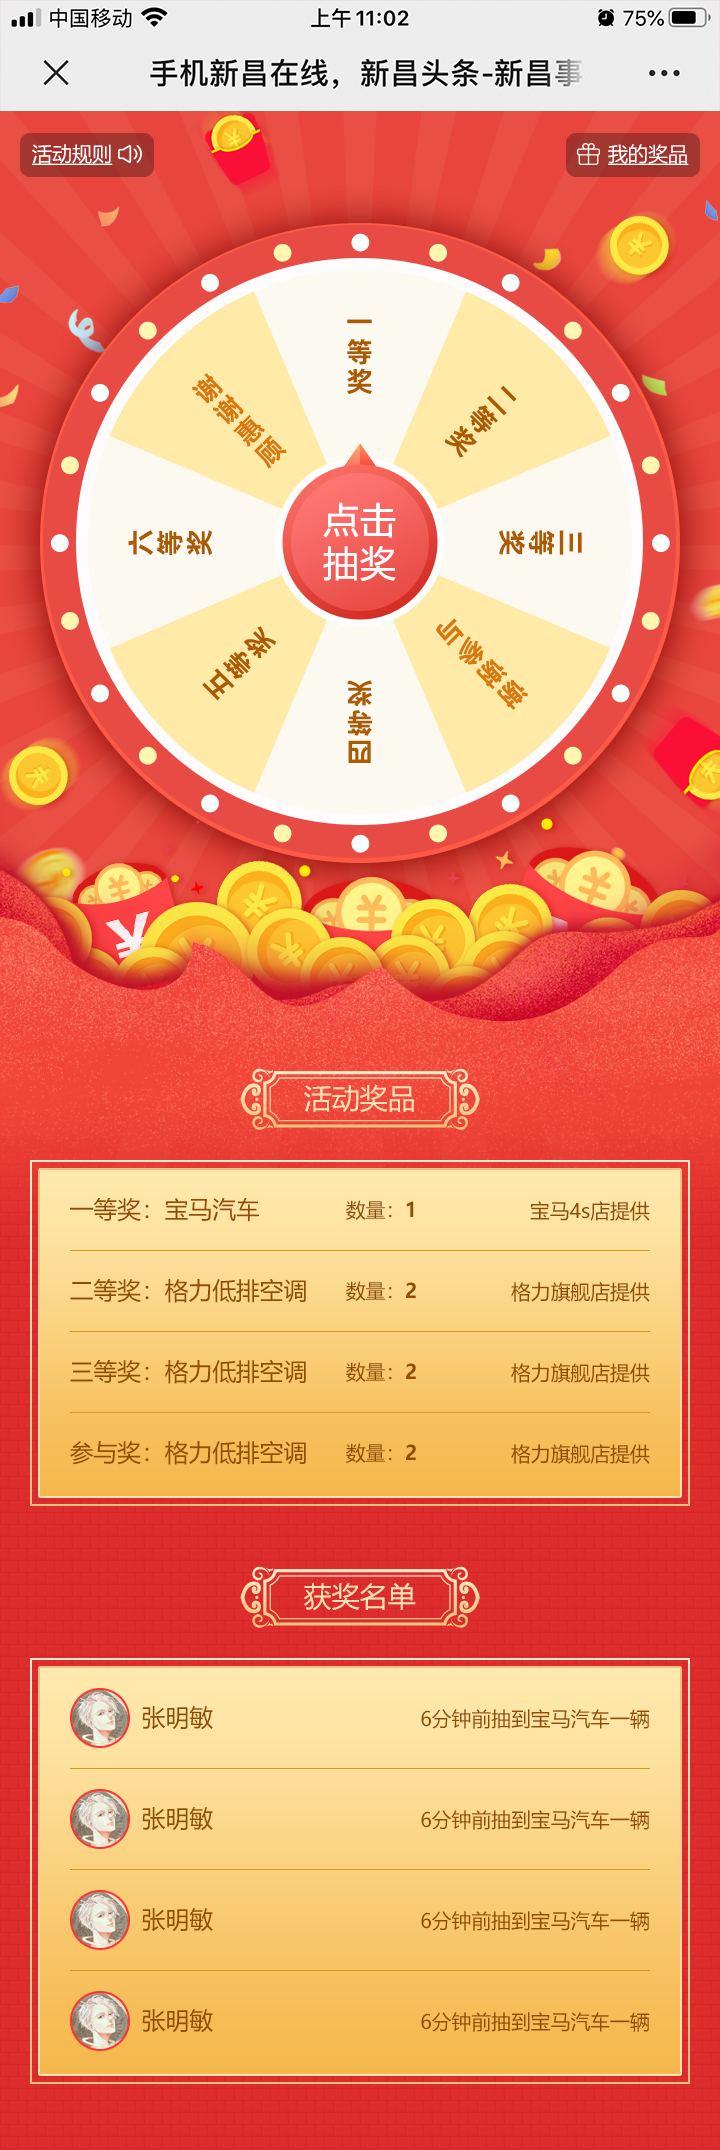 中国移动
上午11:02
75%
手机新昌在线，新昌头条-新昌事
活动规则
我的奖品
一等奖
二等奖
三等奖
谢谢参与
四等奖
五等奖
六等奖
谢谢惠顾
点击
抽奖
活动奖品
一等奖：宝马汽车 数量：1 宝马4s店提供
二等奖：格力低排空调 数量：2 格力旗舰店提供
三等奖：格力低排空调 数量：2 格力旗舰店提供
参与奖：格力低排空调 数量：2 格力旗舰店提供
获奖名单
张明敏 6分钟前抽到宝马汽车一辆
张明敏 6分钟前抽到宝马汽车一辆
张明敏 6分钟前抽到宝马汽车一辆
张明敏 6分钟前抽到宝马汽车一辆